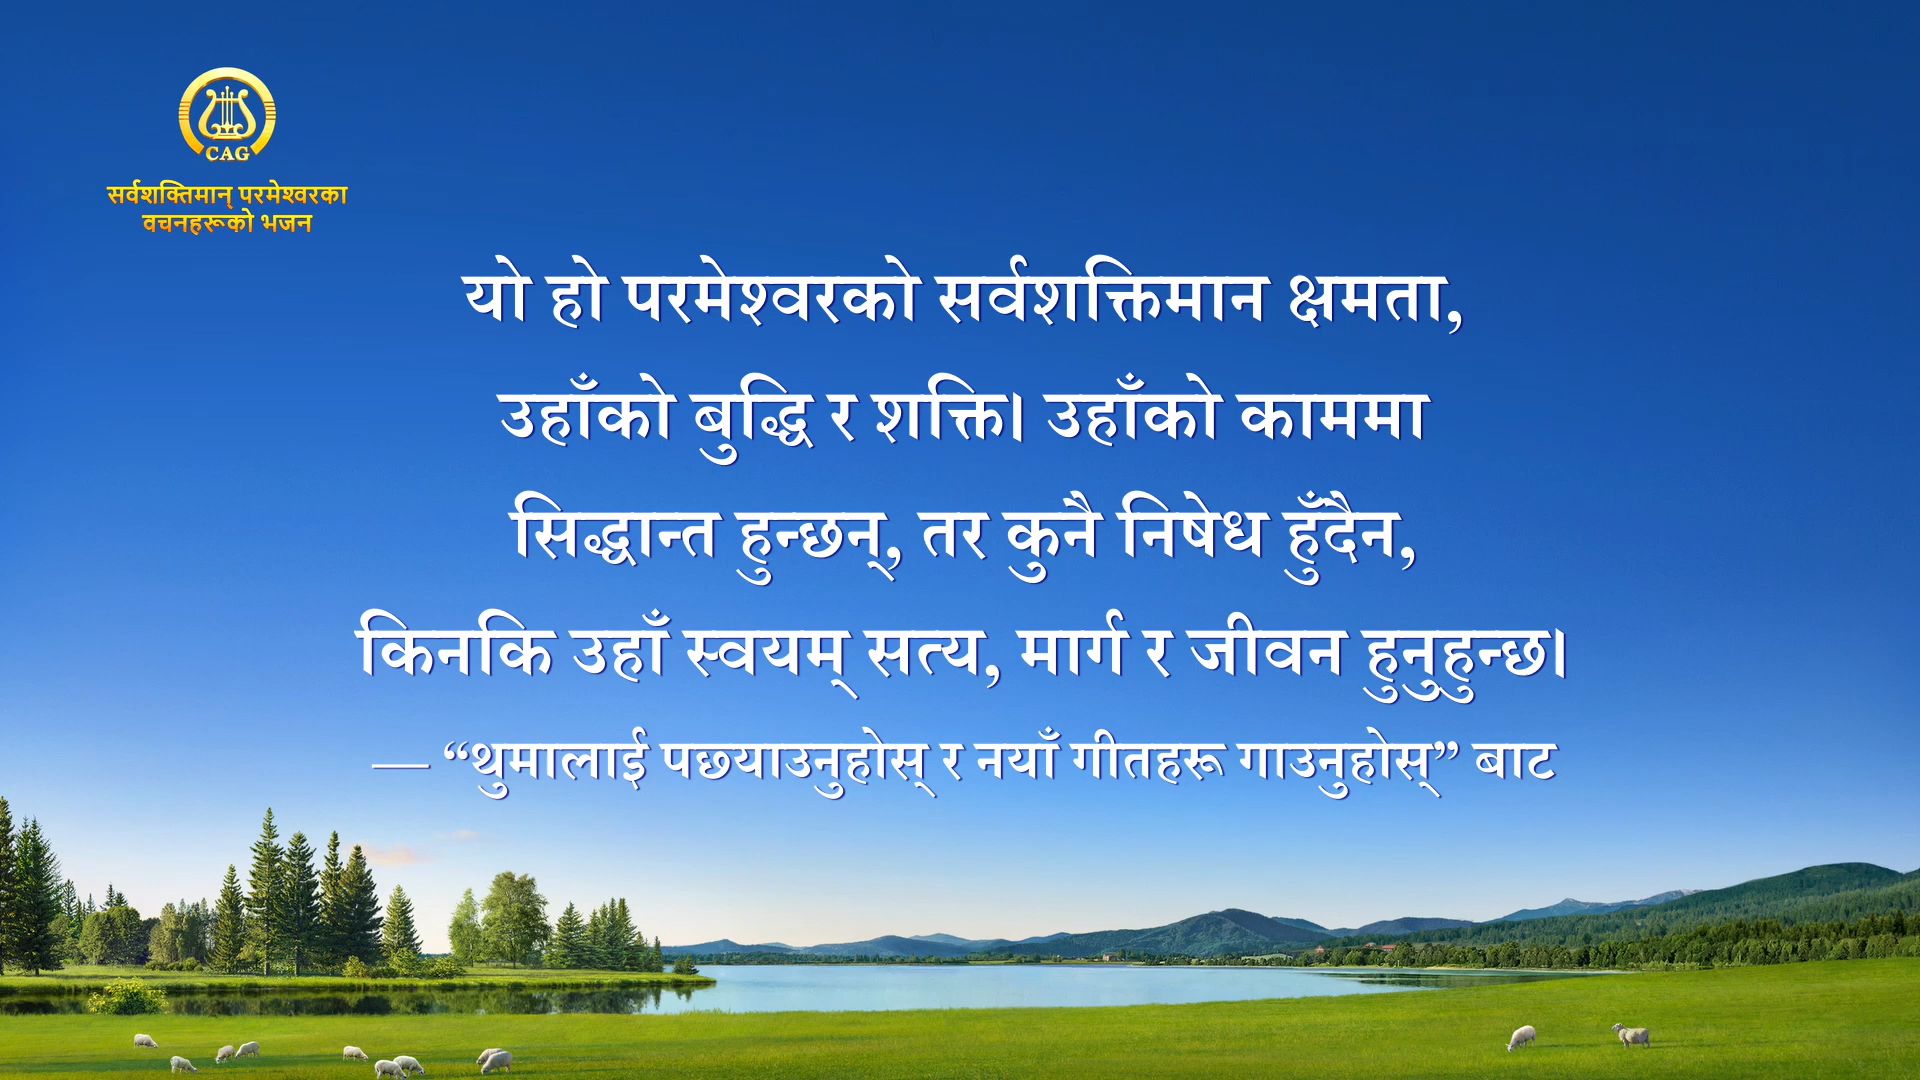 CAG
सर्वशक्तिमान् परमेश्वरका
वचनहरूको भजन
यो हो परमेश्वरको सर्वशक्तिमान क्षमता,
उहाँको बुद्धि र शक्ति। उहाँको काममा
सिद्धान्त हुन्छन्, तर कुनै निषेध हुँदैन,
किनकि उहाँ स्वयम् सत्य, मार्ग र जीवन हुनुहुन्छ।
— “थुमालाई पछ्याउनुहोस् र नयाँ गीतहरू गाउनुहोस्” बाट